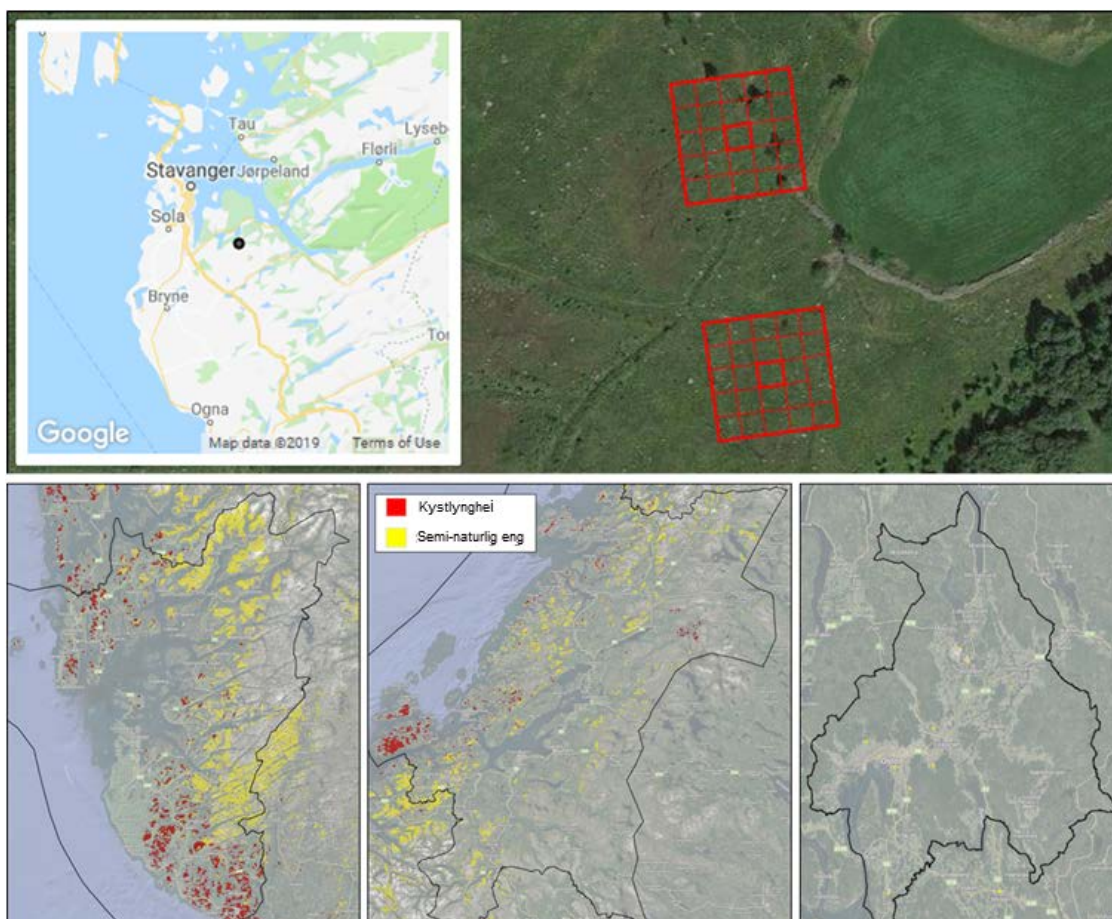 Tau
Lyseb
Flørli
Stavanger
Jørpeland
Sola
Bryne
Tor
Ogna
Google
Map data ©2019
Terms of Use
Kystlynghei
Semi-naturlig eng